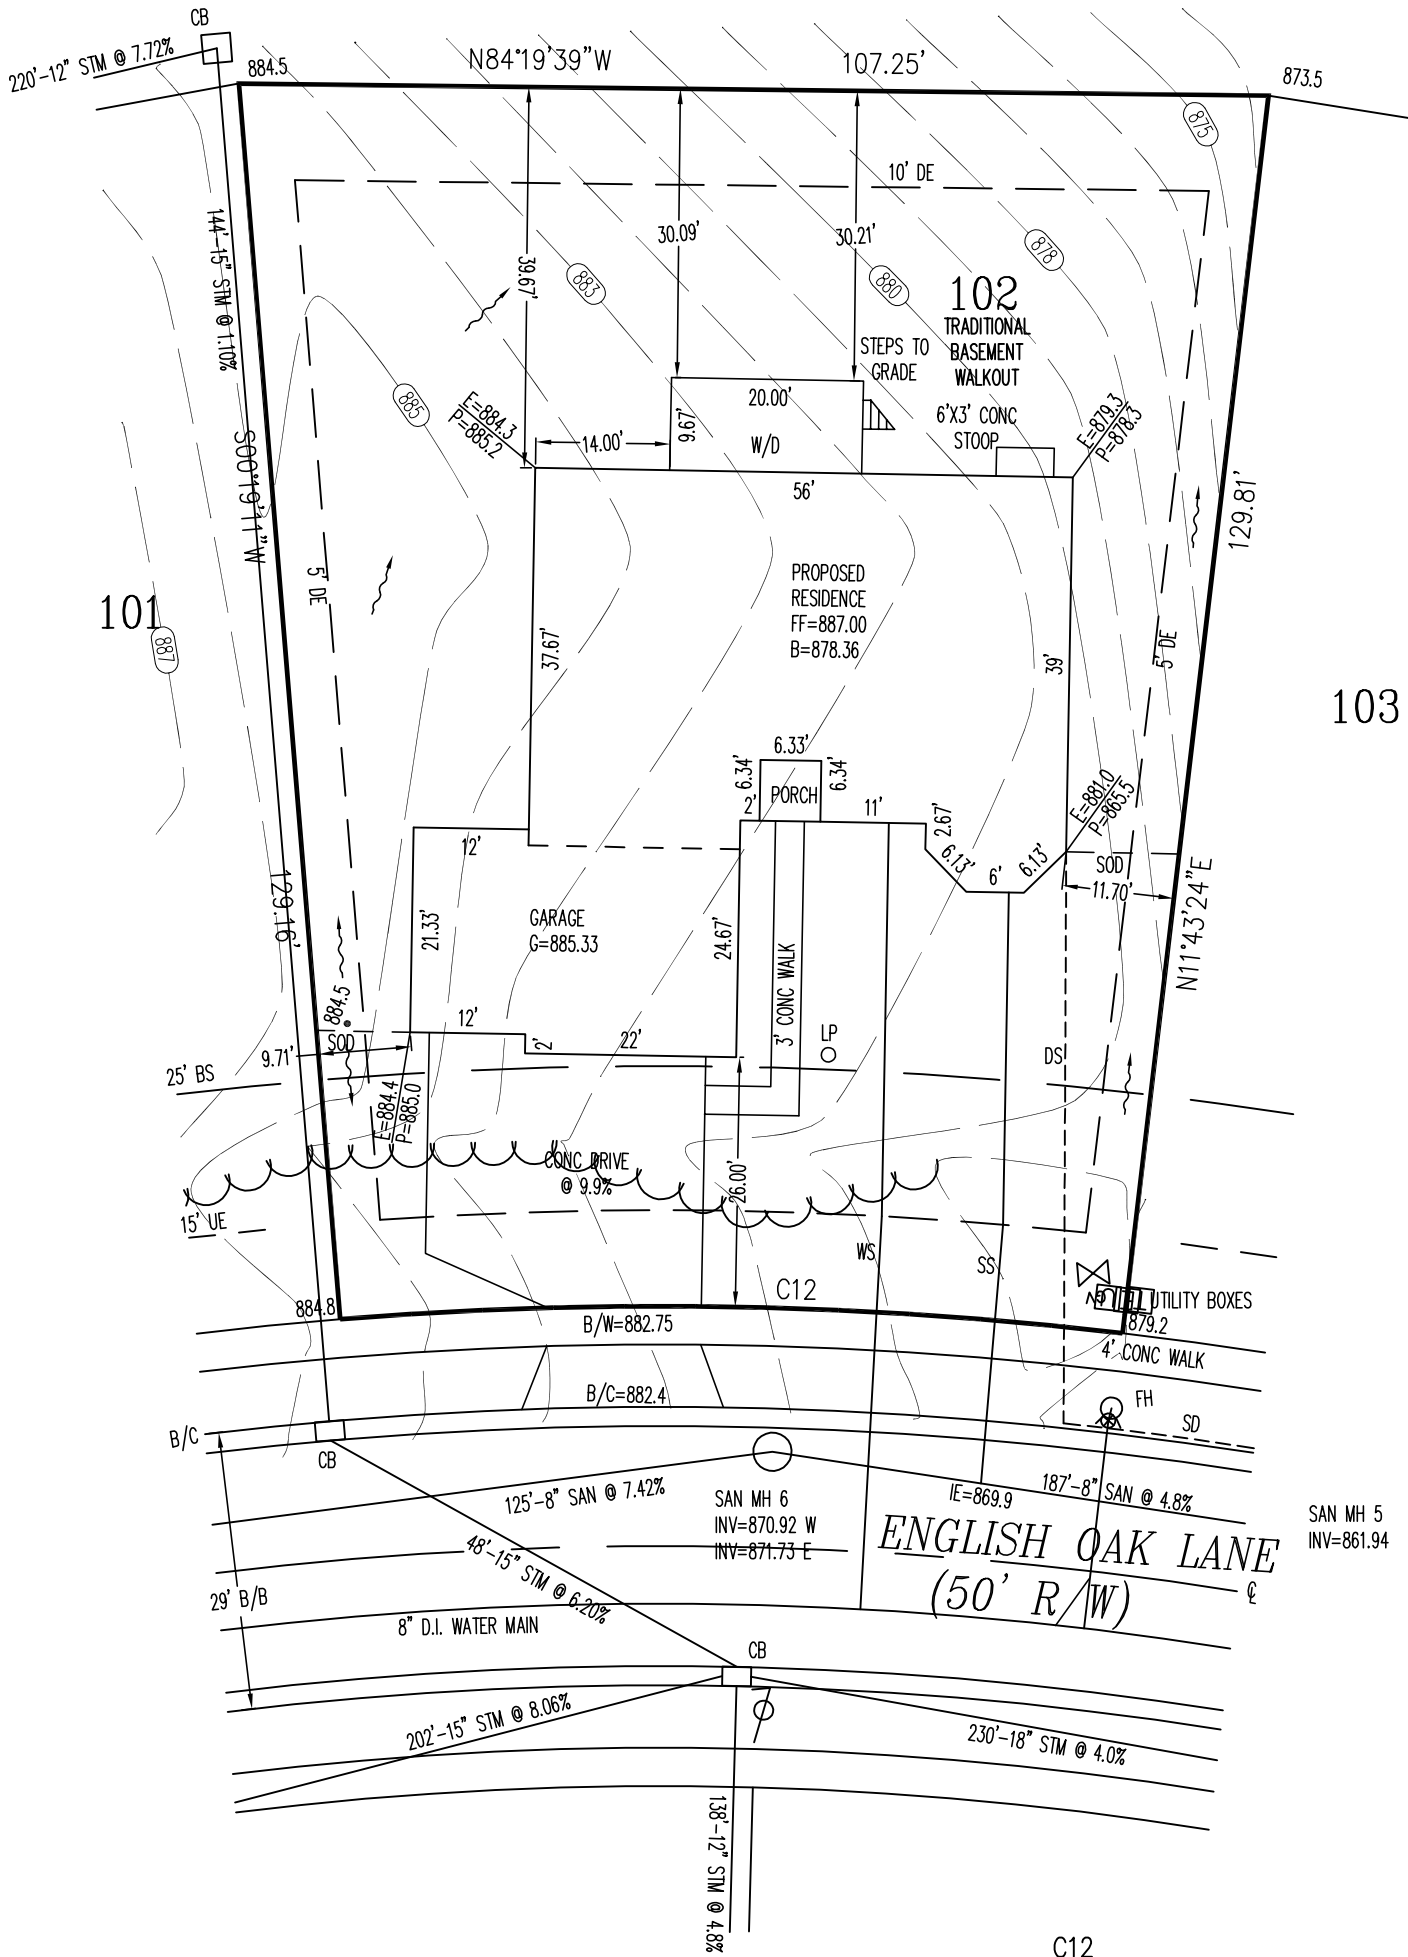 CB
220'-12" STM @ 7.72%
884.5
N84°19'39"W
107.25'
873.5
875
10' DE
144'-15" STM @ 1.10%
39.67'
30.09'
30.21'
883
880
878
102
TRADITIONAL
BASEMENT
WALKOUT
STEPS TO
GRADE
885
E=884.3
P=885.2
14.00'
9.67'
20.00'
W/D
6'X3' CONC
STOOP
E=879.3
P=878.3
56'
S00°19'11"W
129.81'
5' DE
101
887
PROPOSED
RESIDENCE
FF=887.00
B=878.36
37.67'
39'
5' DE
103
6.33'
6.34'
6.34'
PORCH
2'
11'
2.67'
6.13'
6'
6.13'
E=881.0
P=865.5
SOD
11.70'
12'
129.16'
21.33'
GARAGE
G=885.33
24.67'
3' CONC WALK
N11°43'24"E
884.5
SOD
9.71'
12'
2'
22'
LP
DS
25' BS
E=884.4
P=885.0
CONC DRIVE
@ 9.9%
26.00'
15' UE
WS
SS
C12
884.8
UTILITY BOXES
B/W=882.75
879.2
4' CONC WALK
B/C=882.4
FH
SD
B/C
CB
125'-8" SAN @ 7.42%
SAN MH 6
INV=870.92 W
INV=871.73 E
IE=869.9
187'-8" SAN @ 4.8%
SAN MH 5
INV=861.94
ENGLISH OAK LANE
(50' R/W)
48'-15" STM @ 6.20%
29' B/B
8" D.I. WATER MAIN
CB
202'-15" STM @ 8.06%
230'-18" STM @ 4.0%
138'-12" STM @ 4.8%
C12